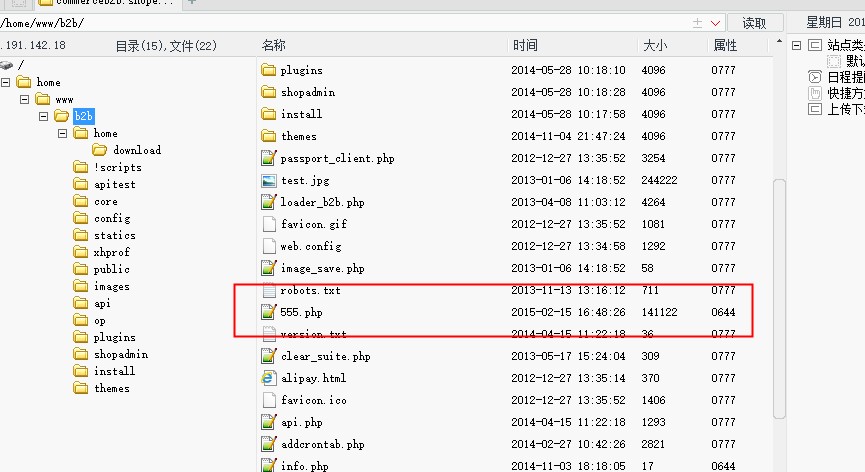 commerceb2b.shope...
/home/www/b2b/ 读取 星期日 201
.191.142.18 目录(15),文件(22) 名称 时间 大小 属性
/
home
www
b2b
home
download
!scripts
apitest
core
config
statics
xhprof
public
images
api
op
plugins
shopadmin
install
themes
plugins 2014-05-28 10:18:10 4096 0777
shopadmin 2014-05-28 10:18:28 4096 0777
install 2014-05-28 10:17:58 4096 0777
themes 2014-11-04 21:47:24 4096 0777
passport_client.php 2012-12-27 13:35:52 3254 0777
test.jpg 2013-01-06 14:18:52 244222 0777
loader_b2b.php 2013-04-08 11:03:12 4264 0777
favicon.gif 2012-12-27 13:35:52 1081 0777
web.config 2012-12-27 13:34:58 1292 0777
image_save.php 2013-01-06 14:18:52 58 0777
robots.txt 2013-11-13 13:16:12 711 0777
555.php 2015-02-15 16:48:26 141122 0644
version.txt 2014-04-15 11:22:18 36 0777
clear_suite.php 2013-05-17 15:24:04 309 0777
alipay.html 2012-12-27 13:35:14 370 0777
favicon.ico 2012-12-27 13:35:52 1406 0777
api.php 2014-04-15 11:22:18 1293 0777
addcrontab.php 2014-02-27 10:42:26 2821 0777
info.php 2014-11-03 18:18:05 17 0644
站点类
默认
日程提
快捷方
上传下